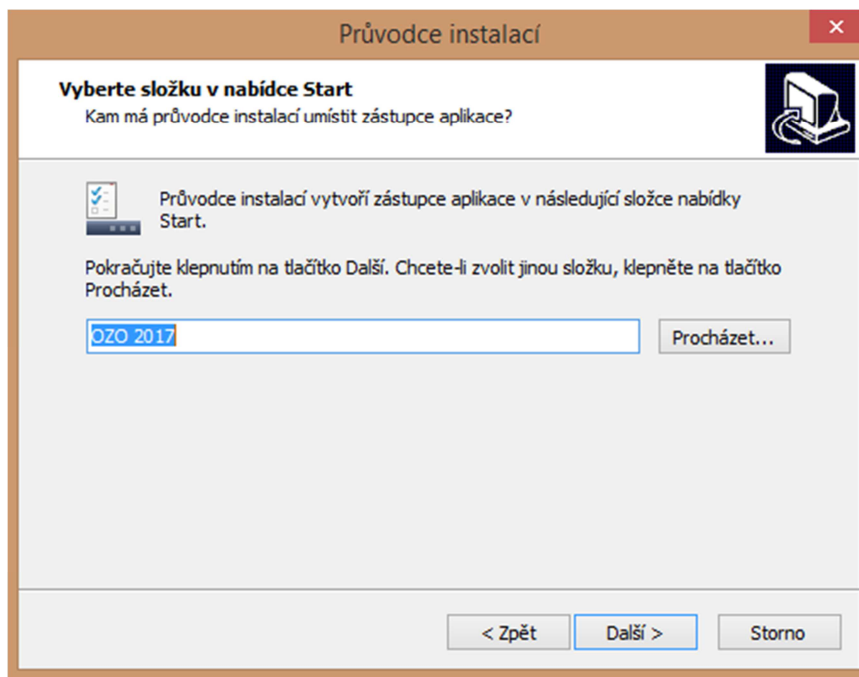 Průvodce instalací
Vyberte složku v nabídce Start
Kam má průvodce instalací umístit zástupce aplikace?
Průvodce instalací vytvoří zástupce aplikace v následující složce nabídky
Start.
Pokračujte klepnutím na tlačítko Další. Chcete-li zvolit jinou složku, klepněte na tlačítko
Procházet.
OZO 2017
Procházet...
< Zpět
Další >
Storno